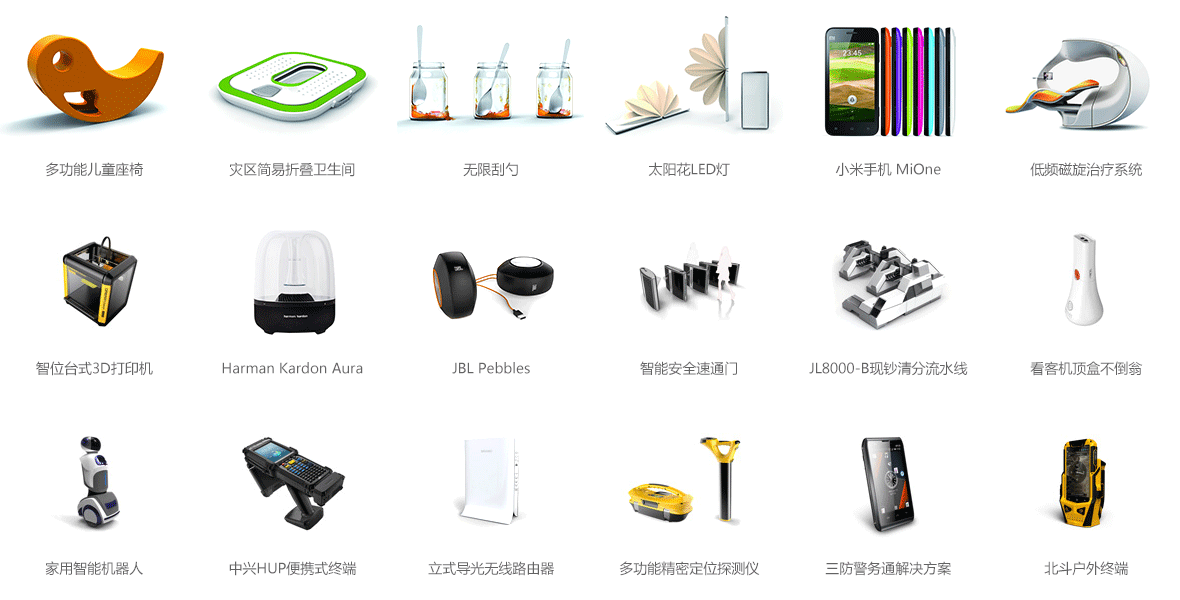 23:45
多功能儿童座椅
灾区简易折叠卫生间
无限刮勺
太阳花LED灯
小米手机 MiOne
低频磁旋治疗系统
JBL
harman kardon
智位台式3D打印机
Harman Kardon Aura
JBL Pebbles
智能安全速通门
JL8000-B现钞清分流水线
看客机顶盒不倒翁
家用智能机器人
中兴HUP便携式终端
立式导光无线路由器
多功能精密定位探测仪
三防警务通解决方案
北斗户外终端